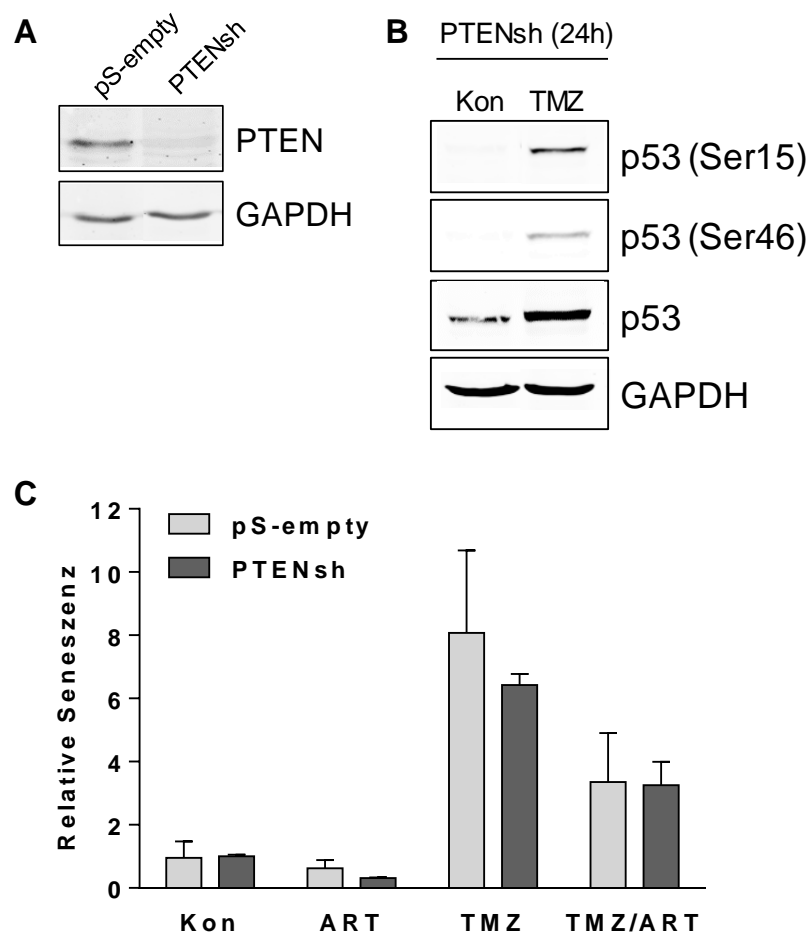 A
pS-empty
PTENsh
PTEN
GAPDH
B
PTENsh (24h)
Kon TMZ
p53 (Ser15)
p53 (Ser46)
p53
GAPDH
C
Relative Seneszenz
12
10
8
6
4
2
0
pS-empty
PTENsh
Kon ART TMZ TMZ/ART